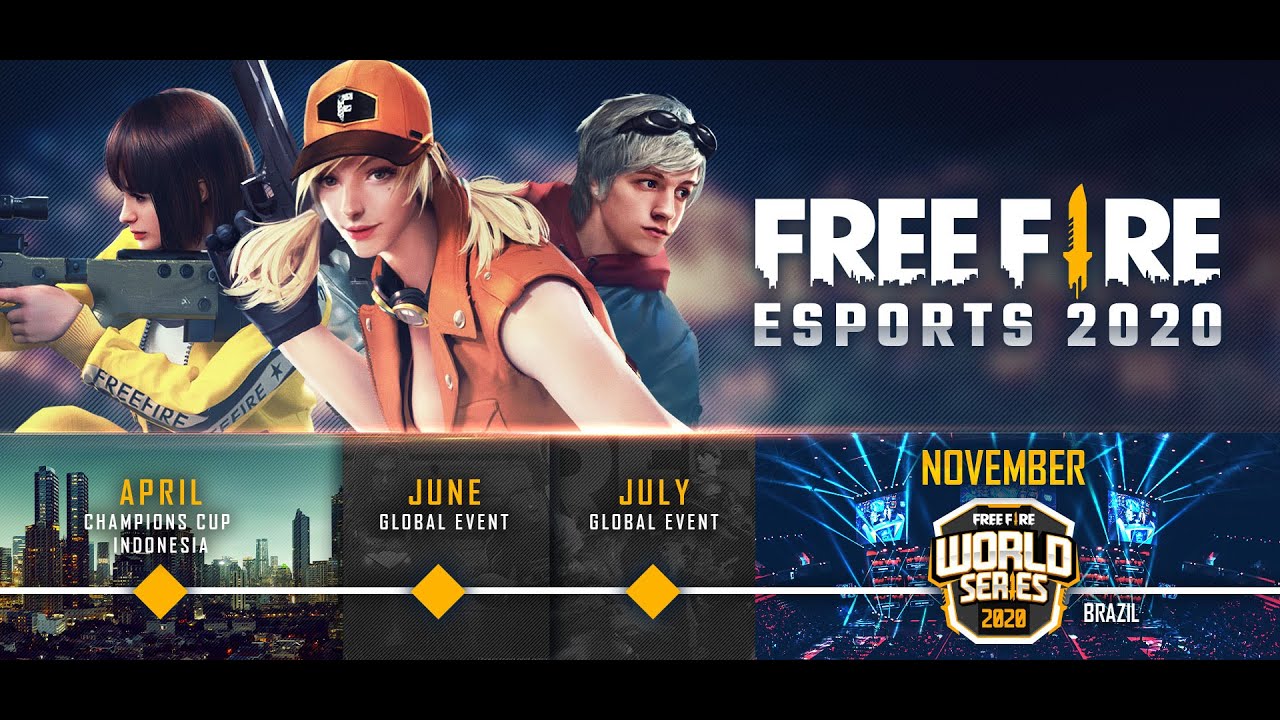 FREE FIRE
ESPORTS 2020
FREEFIRE
FREEFIRE
APRIL
CHAMPIONS CUP
INDONESIA
JUNE
GLOBAL EVENT
JULY
GLOBAL EVENT
NOVEMBER
FREE FIRE
WORLD
SERIES
2020
BRAZIL